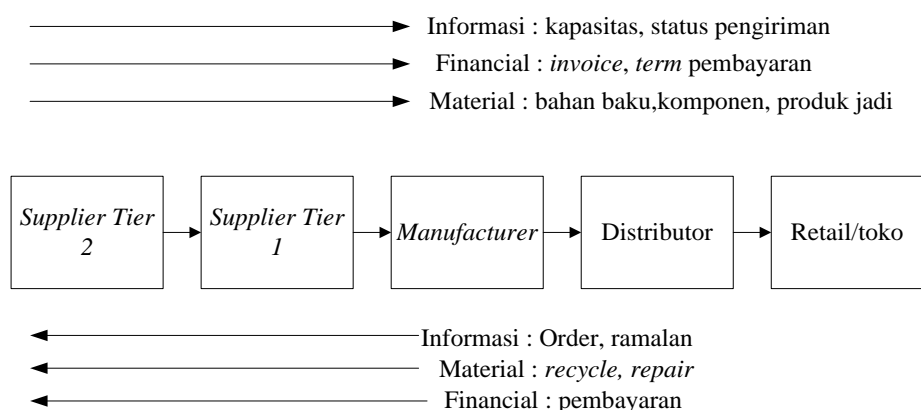 Informasi : kapasitas, status pengiriman
Financial : invoice, term pembayaran
Material : bahan baku,komponen, produk jadi
Supplier Tier
2
Supplier Tier
1
Manufacturer
Distributor
Retail/toko
Informasi : Order, ramalan
Material : recycle, repair
Financial : pembayaran